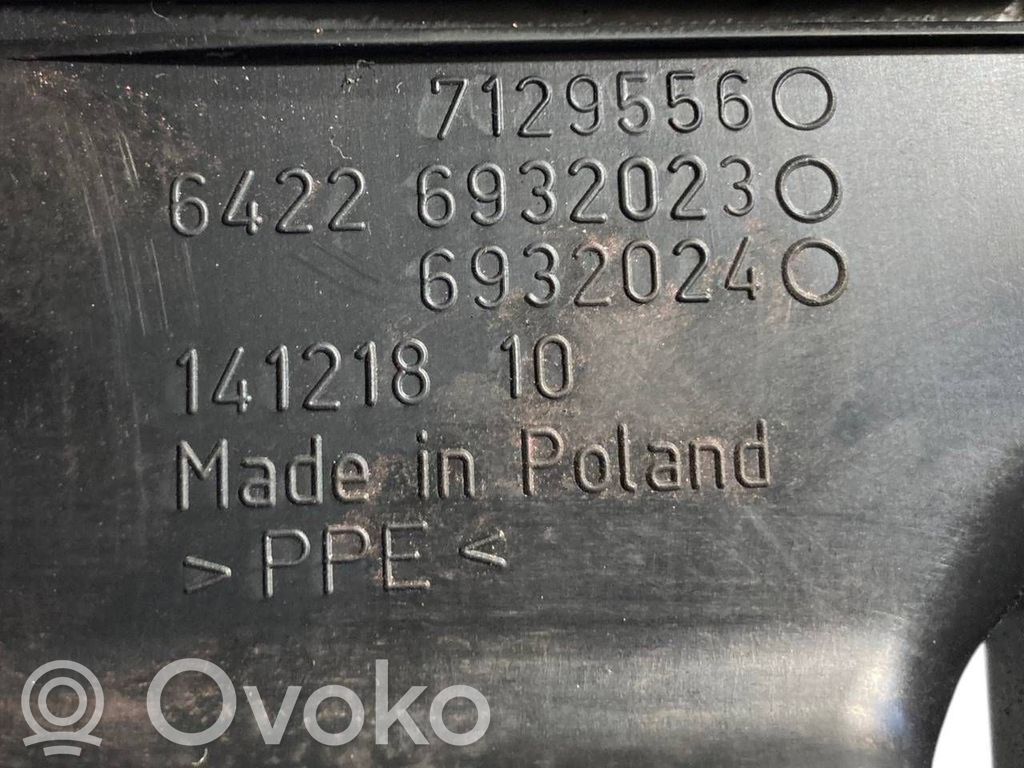 7129556
6422 6932023
6932024
141218 10
Made in Poland
>PPE<
Ovoko